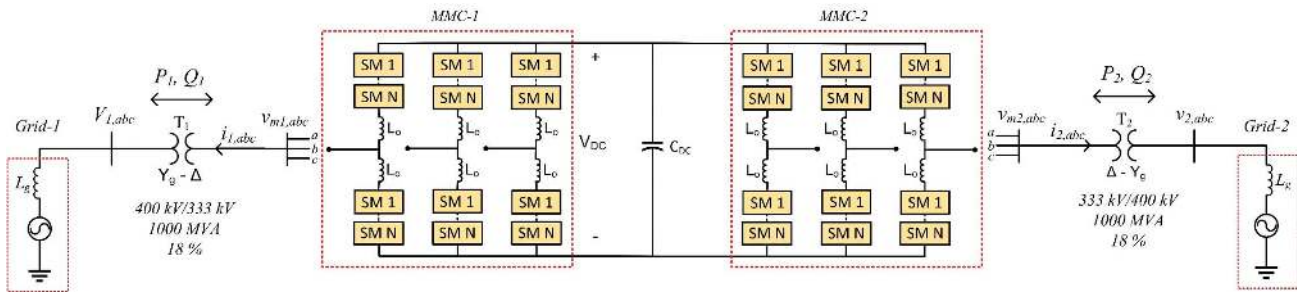 MMC-1
MMC-2
SM 1 SM 1 SM 1
SM 1 SM 1 SM 1
SM N SM N SM N
SM N SM N SM N
P1, Q1
P2, Q2
V1,abc
T1
i1,abc
vm1,abc
a
b
c
Grid-1
Lg
Yg - Δ
400 kV/333 kV
1000 MVA
18 %
Lo Lo Lo
Lo Lo Lo
+
VDC
-
CDC
Lo Lo Lo
Lo Lo Lo
SM 1 SM 1 SM 1
SM 1 SM 1 SM 1
SM N SM N SM N
SM N SM N SM N
vm2,abc
a
b
c
i2,abc
T2
v2,abc
Grid-2
Lg
Δ - Yg
333 kV/400 kV
1000 MVA
18 %